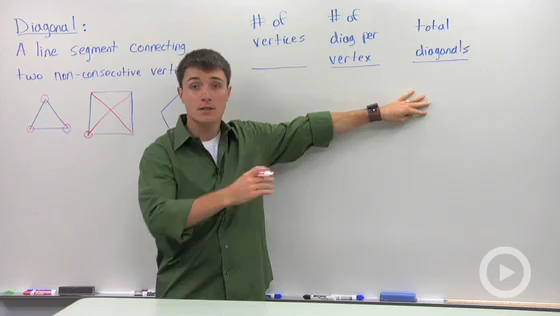 Diagonal:
A line segment connecting
two non-consecutive
# of
vertices
# of
diag per
vertex
total
diagonals